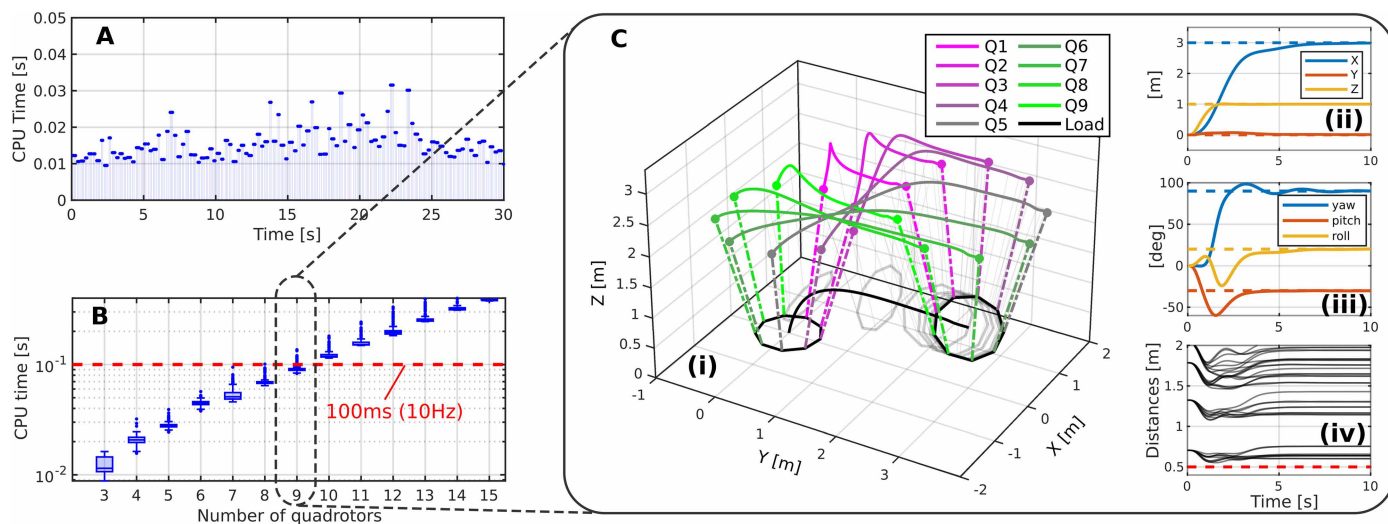 A
0.05
0.04
0.03
0.02
0.01
0
CPU Time [s]
0 5 10 15 20 25 30
Time [s]
B
10-1
10-2
CPU time [s]
100ms (10Hz)
3 4 5 6 7 8 9 10 11 12 13 14 15
Number of quadrotors
C
Q1 Q6
Q2 Q7
Q3 Q8
Q4 Q9
Q5 Load
3
2.5
2
1.5
1
0.5
0
Z [m]
-1 0 1 2 3
Y [m]
-2 -1 0 1 2
X [m]
(i)
3
2
1
0
[m]
X
Y
Z
(ii)
0 5 10
100
50
0
-50
[deg]
yaw
pitch
roll
(iii)
0 5 10
2
1.5
1
0.5
Distances [m]
(iv)
0 5 10
Time [s]